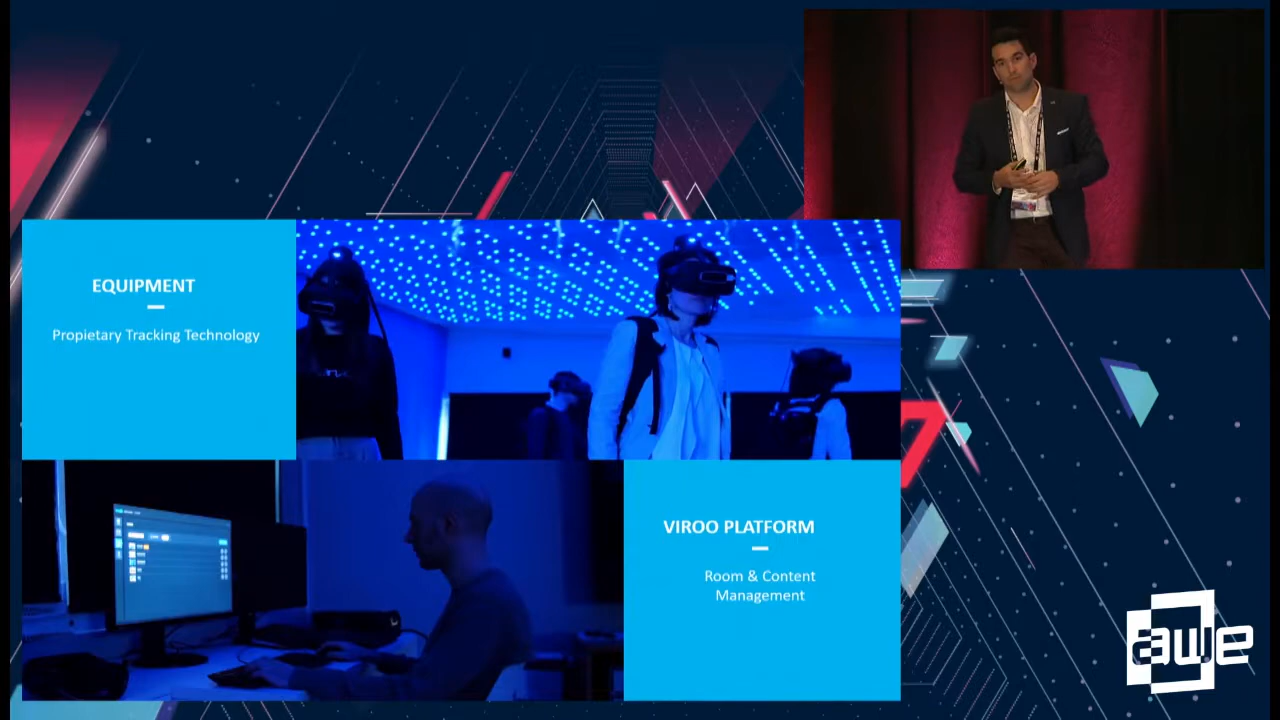 EQUIPMENT
Propietary Tracking Technology
VIROO PLATFORM
Room & Content
Management
awe